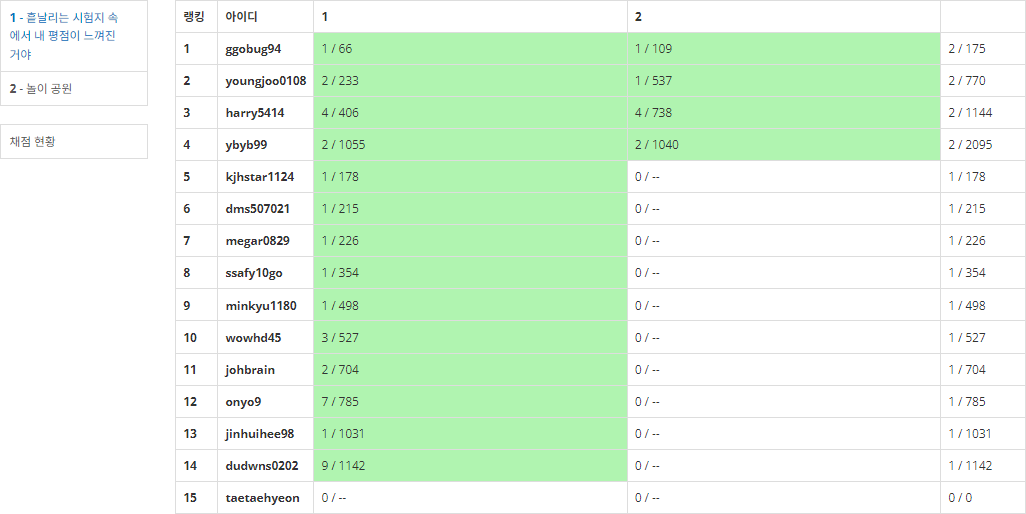 1 - 흩날리는 시험지 속
에서 내 평점이 느껴진
거야
2 - 놀이 공원
채점 현황
랭킹 아이디 1 2
1 ggobug94 1 / 66 1 / 109 2 / 175
2 youngjoo0108 2 / 233 1 / 537 2 / 770
3 harry5414 4 / 406 4 / 738 2 / 1144
4 ybyb99 2 / 1055 2 / 1040 2 / 2095
5 kjhstar1124 1 / 178 0 / -- 1 / 178
6 dms507021 1 / 215 0 / -- 1 / 215
7 megar0829 1 / 226 0 / -- 1 / 226
8 ssafy10go 1 / 354 0 / -- 1 / 354
9 minkyu1180 1 / 498 0 / -- 1 / 498
10 wowhd45 3 / 527 0 / -- 1 / 527
11 johbrain 2 / 704 0 / -- 1 / 704
12 onyo9 7 / 785 0 / -- 1 / 785
13 jinhuihee98 1 / 1031 0 / -- 1 / 1031
14 dudwns0202 9 / 1142 0 / -- 1 / 1142
15 taetaehyeon 0 / -- 0 / -- 0 / 0